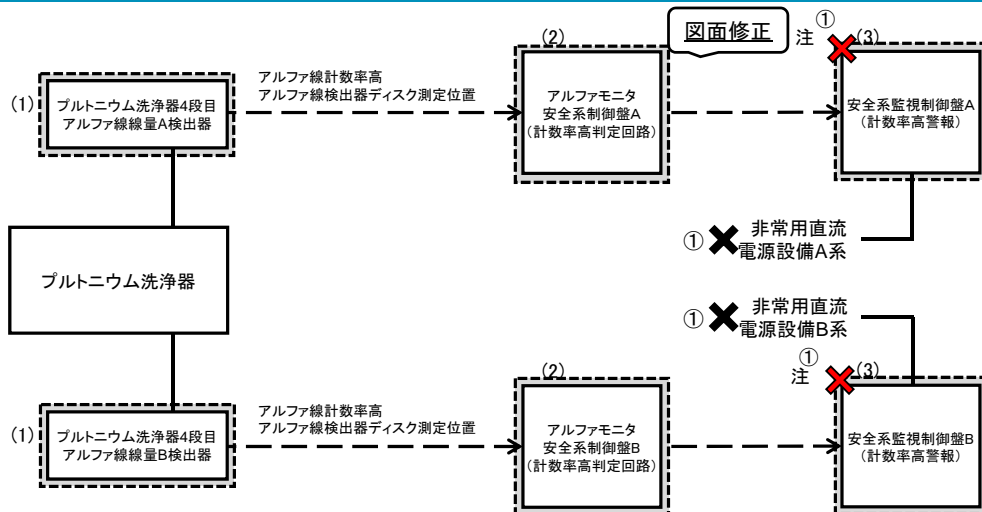 図面修正
注 ①
(2)
(3)
(1)
プルトニウム洗浄器4段目
アルファ線線量A検出器
アルファ線計数率高
アルファ線検出器ディスク測定位置
アルファモニタ
安全系制御盤A
(計数率高判定回路)
安全系監視制御盤A
(計数率高警報)
① 非常用直流
電源設備A系
プルトニウム洗浄器
① 非常用直流
電源設備B系
①
注
(2)
(3)
(1)
プルトニウム洗浄器4段目
アルファ線線量B検出器
アルファ線計数率高
アルファ線検出器ディスク測定位置
アルファモニタ
安全系制御盤B
(計数率高判定回路)
安全系監視制御盤B
(計数率高警報)